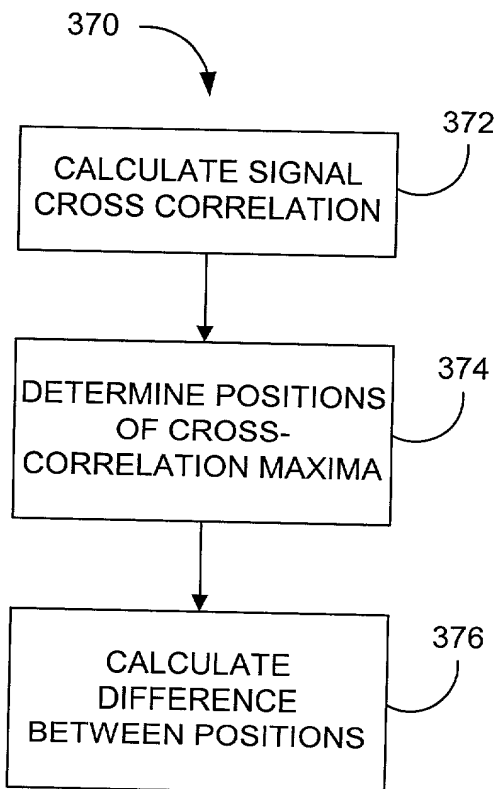 370
372
CALCULATE SIGNAL
CROSS CORRELATION
374
DETERMINE POSITIONS
OF CROSS-
CORRELATION MAXIMA
376
CALCULATE
DIFFERENCE
BETWEEN POSITIONS